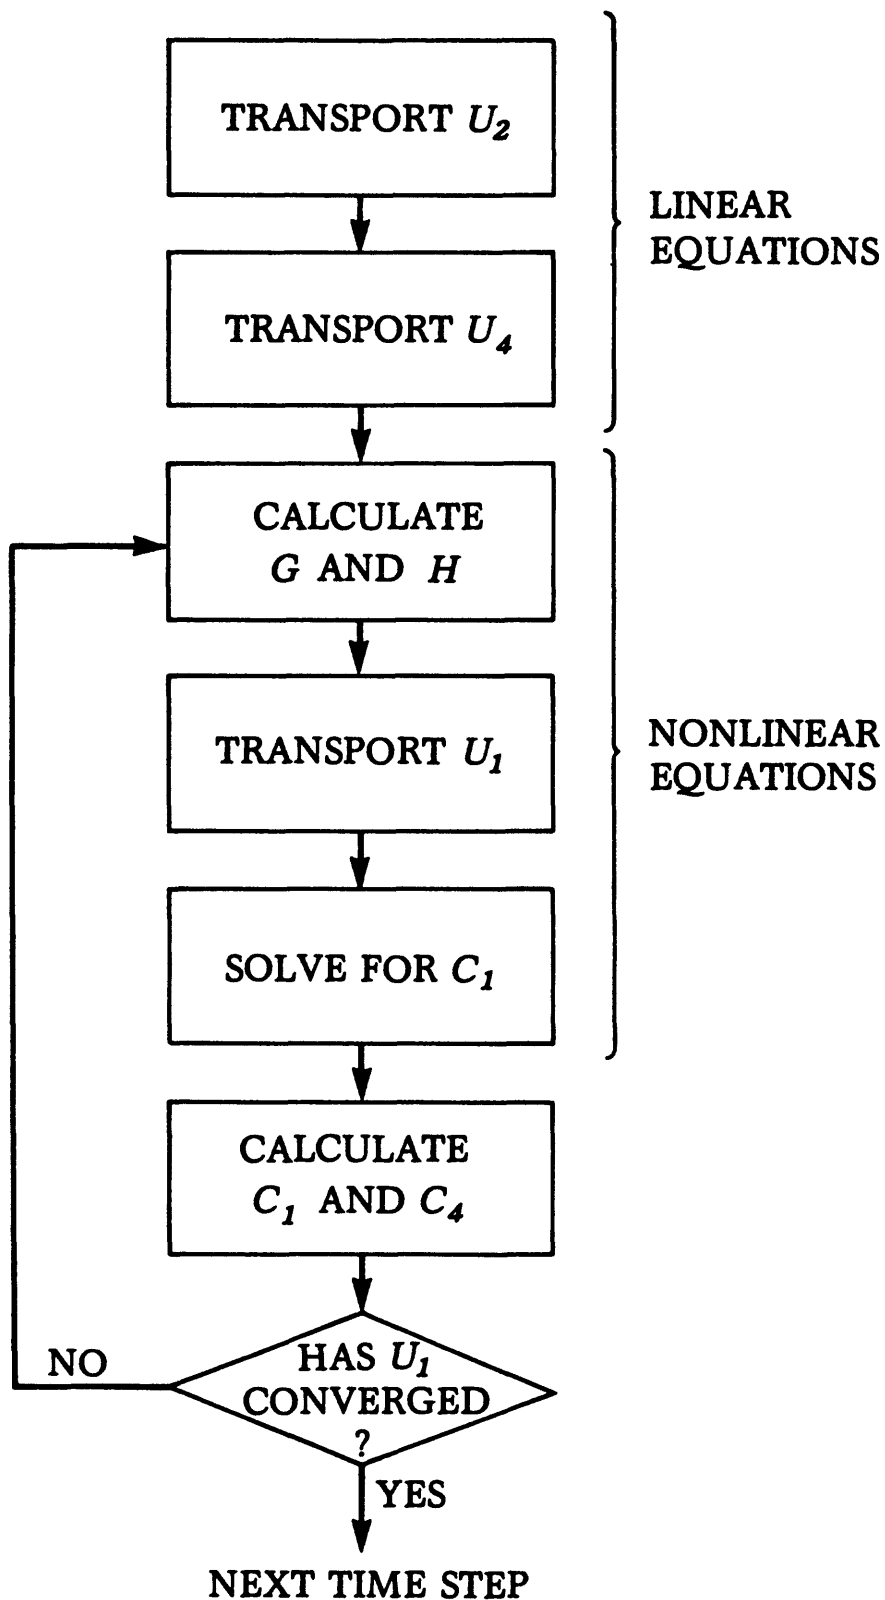 TRANSPORT U₂
LINEAR
EQUATIONS
TRANSPORT U₄
CALCULATE
G AND H
TRANSPORT U₁
NONLINEAR
EQUATIONS
SOLVE FOR C₁
CALCULATE
C₁ AND C₄
HAS U₁
CONVERGED
?
NO
YES
NEXT TIME STEP